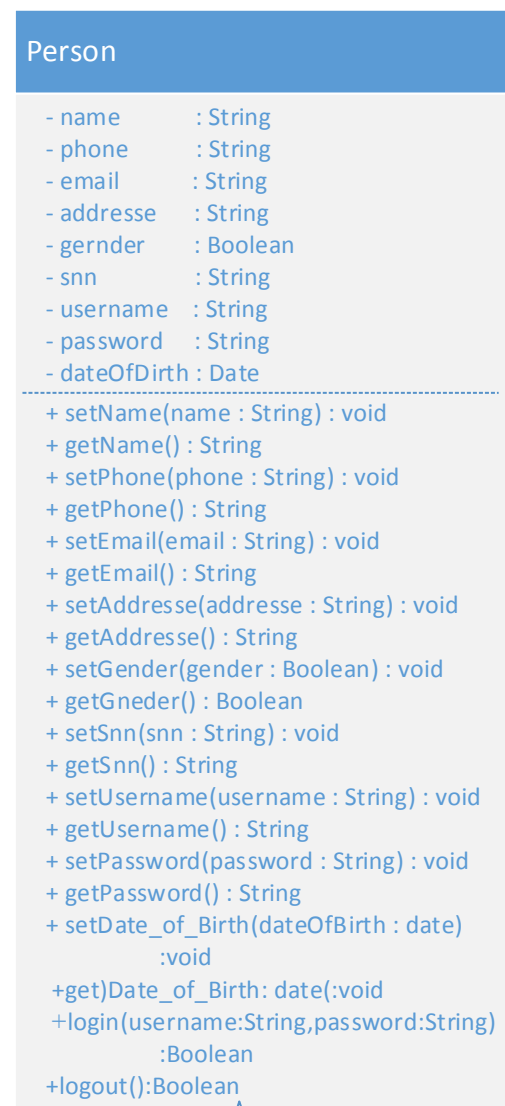 Person
- name : String
- phone : String
- email : String
- addresse : String
- gernder : Boolean
- snn : String
- username : String
- password : String
- dateOfDirth : Date
+ setName(name : String) : void
+ getName() : String
+ setPhone(phone : String) : void
+ getPhone() : String
+ setEmail(email : String) : void
+ getEmail() : String
+ setAddresse(addresse : String) : void
+ getAddresse() : String
+ setGender(gender : Boolean) : void
+ getGneder() : Boolean
+ setSnn(snn : String) : void
+ getSnn() : String
+ setUsername(username : String) : void
+ getUsername() : String
+ setPassword(password : String) : void
+ getPassword() : String
+ setDate_of_Birth(dateOfBirth : date)
:void
+get)Date_of_Birth: date(:void
+login(username:String,password:String)
:Boolean
+logout():Boolean